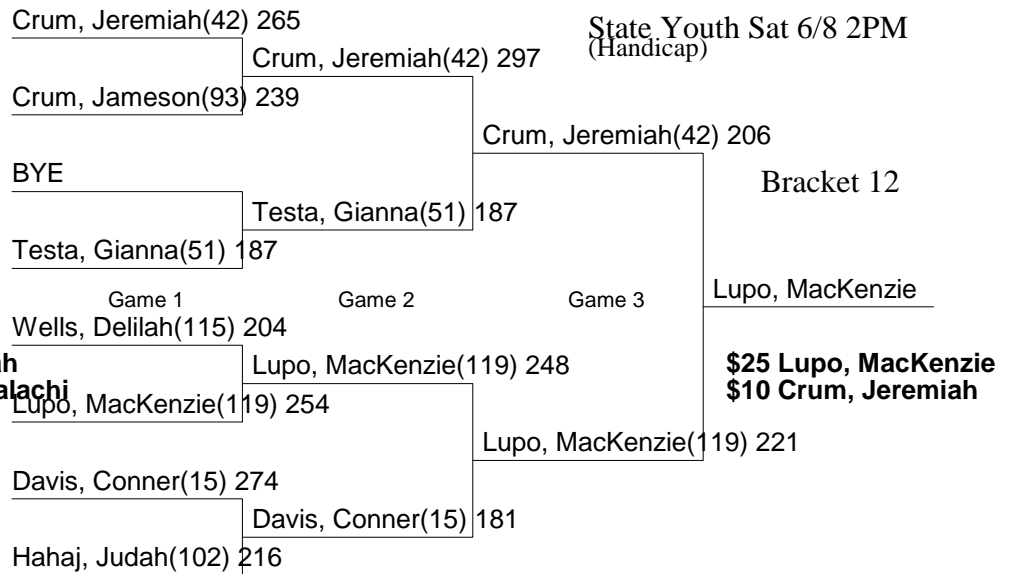 Crum, Jeremiah(42) 265
State Youth Sat 6/8 2PM
(Handicap)
Crum, Jeremiah(42) 297
Crum, Jameson(93) 239
Crum, Jeremiah(42) 206
BYE
Bracket 12
Testa, Gianna(51) 187
Testa, Gianna(51) 187
Game 1
Game 2
Game 3
Lupo, MacKenzie
Wells, Delilah(115) 204
ah
Lupo, MacKenzie(119) 248
$25 Lupo, MacKenzie
alachi
Lupo, MacKenzie(119) 254
$10 Crum, Jeremiah
Lupo, MacKenzie(119) 221
Davis, Conner(15) 274
Davis, Conner(15) 181
Hahaj, Judah(102) 216